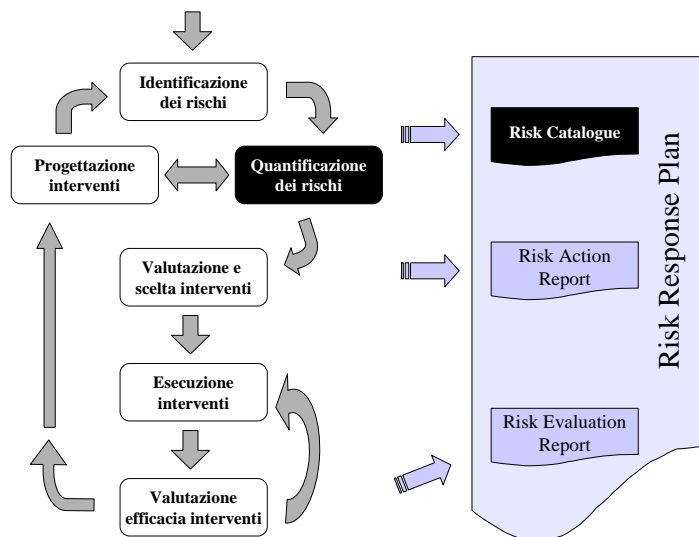 Identificazione
dei rischi
Progettazione
interventi
Quantificazione
dei rischi
Valutazione e
scelta interventi
Esecuzione
interventi
Valutazione
efficacia interventi
Risk Catalogue
Risk Action
Report
Risk Evaluation
Report
Risk Response Plan